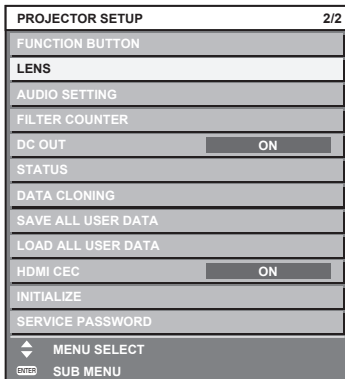 PROJECTOR SETUP 2/2
FUNCTION BUTTON
LENS
AUDIO SETTING
FILTER COUNTER
DC OUT ON
STATUS
DATA CLONING
SAVE ALL USER DATA
LOAD ALL USER DATA
HDMI CEC ON
INITIALIZE
SERVICE PASSWORD
MENU SELECT
ENTER SUB MENU